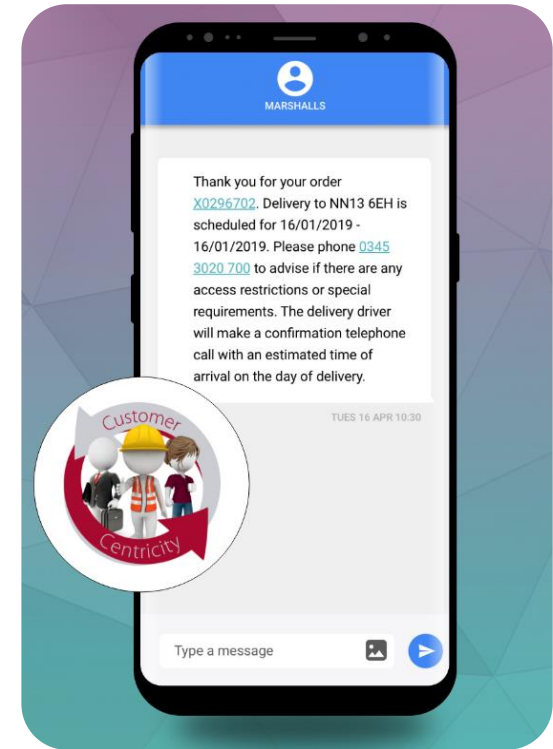 MARSHALLS
Thank you for your order
X0296702. Delivery to NN13 6EH is
scheduled for 16/01/2019 -
16/01/2019. Please phone 0345
3020 700 to advise if there are any
access restrictions or special
requirements. The delivery driver
will make a confirmation telephone
call with an estimated time of
arrival on the day of delivery.
TUES 16 APR 10:30
Customer
Centricity
Type a message